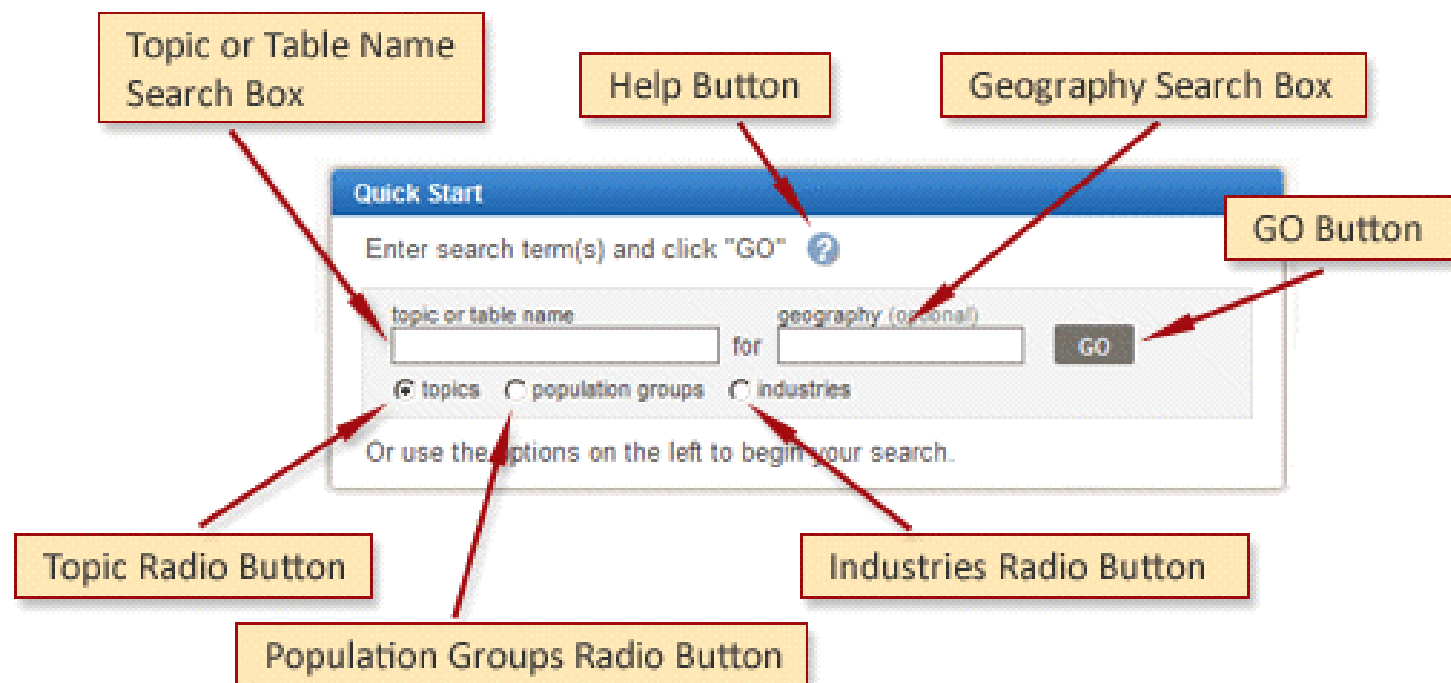 Topic or Table Name
Search Box
Help Button
Geography Search Box
Quick Start
GO Button
Enter search term(s) and click "GO" ?
topic or table name
geography (optional)
for
GO
topics
population groups
industries
Or use the options on the left to begin your search.
Topic Radio Button
Industries Radio Button
Population Groups Radio Button